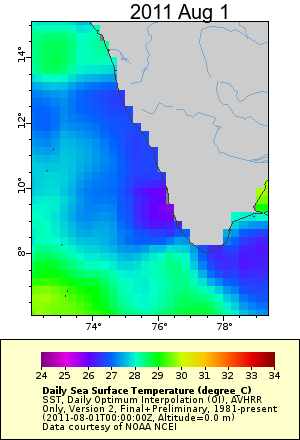 2011 Aug 1
14°
12°
10°
8°
74° 76° 78°
24 25 26 27 28 29 30 31 32 33 34
Daily Sea Surface Temperature (degree_C)
SST, Daily Optimum Interpolation (OI), AVHRR
Only, Version 2, Final+Preliminary, 1981-present
(2011-08-01T00:00:00Z, Altitude=0.0 m)
Data courtesy of NOAA NCEI